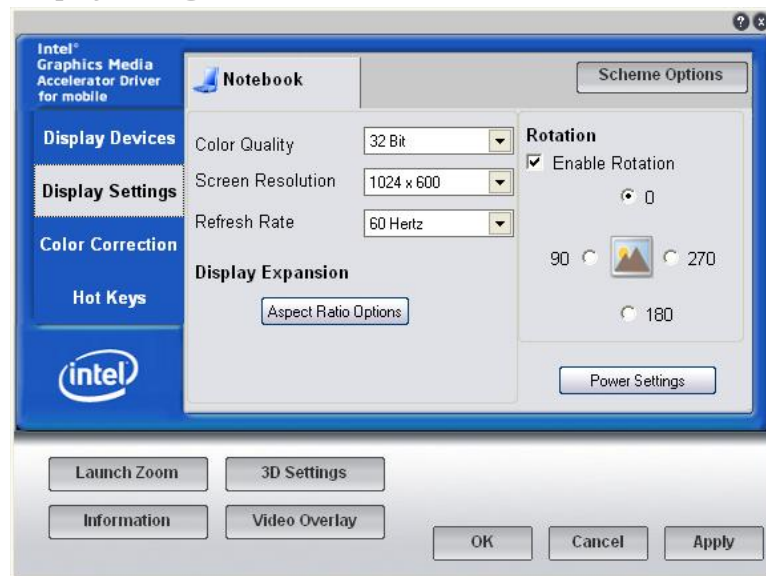 Intel®
Graphics Media
Accelerator Driver
for mobile
Notebook
Scheme Options
Display Devices
Display Settings
Color Correction
Hot Keys
intel
Color Quality
32 Bit
Screen Resolution
1024 x 600
Refresh Rate
60 Hertz
Display Expansion
Aspect Ratio Options
Rotation
Enable Rotation
0
90
270
180
Power Settings
Launch Zoom
3D Settings
Information
Video Overlay
OK
Cancel
Apply